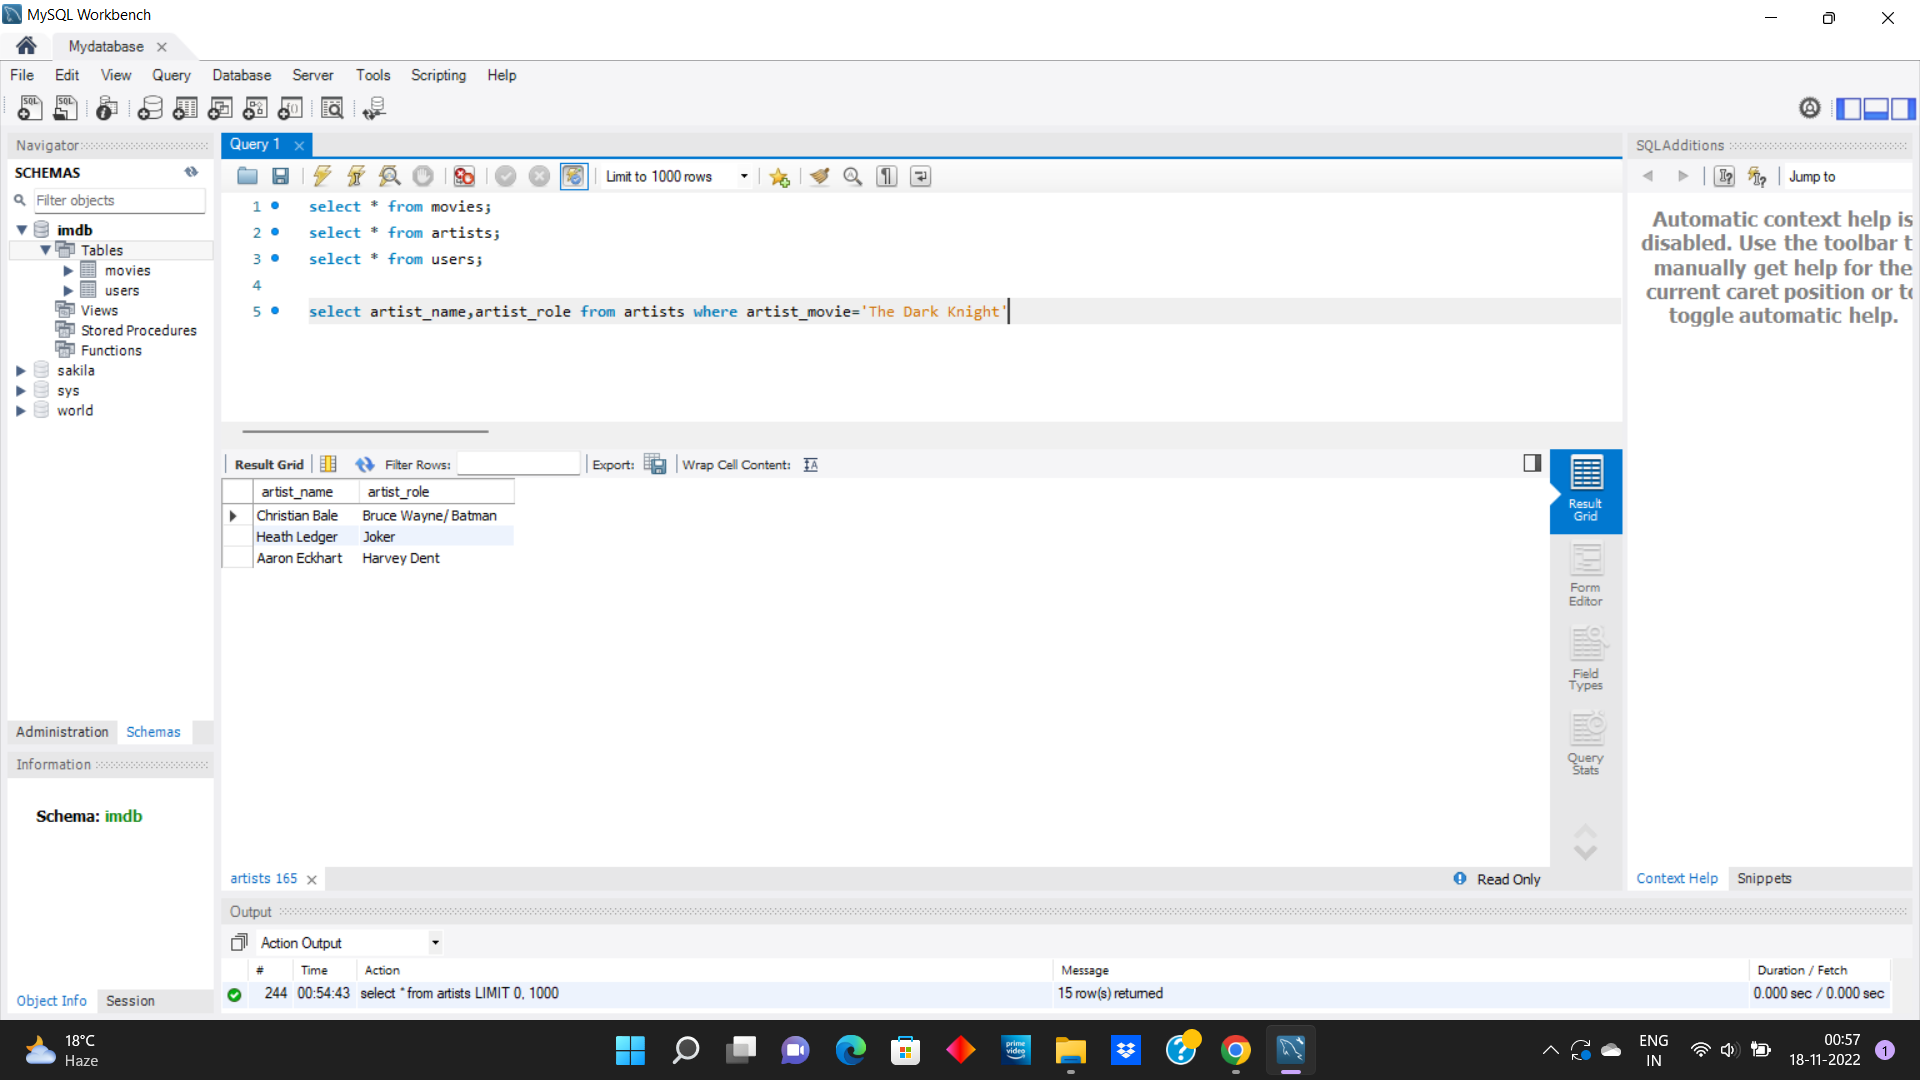 MySQL Workbench
Mydatabase
File Edit View Query Database Server Tools Scripting Help
Navigator
SCHEMAS
Filter objects
imdb
Tables
movies
users
Views
Stored Procedures
Functions
sakila
sys
world
Administration Schemas
Information
Schema: imdb
Object Info Session
Query 1
Limit to 1000 rows
1 select * from movies;
2 select * from artists;
3 select * from users;
4
5 select artist_name,artist_role from artists where artist_movie='The Dark Knight'
Result Grid Filter Rows: Export: Wrap Cell Content:
artist_name artist_role
Christian Bale Bruce Wayne/ Batman
Heath Ledger Joker
Aaron Eckhart Harvey Dent
Result
Grid
Form
Editor
Field
Types
Query
Stats
artists 165
Read Only
SQLAdditions
Jump to
Automatic context help is
disabled. Use the toolbar t
manually get help for the
current caret position or to
toggle automatic help.
Context Help Snippets
Output
Action Output
# Time Action Message Duration / Fetch
244 00:54:43 select * from artists LIMIT 0, 1000 15 row(s) returned 0.000 sec / 0.000 sec
18°C
Haze
prime
video
ENG
IN
00:57
18-11-2022
1